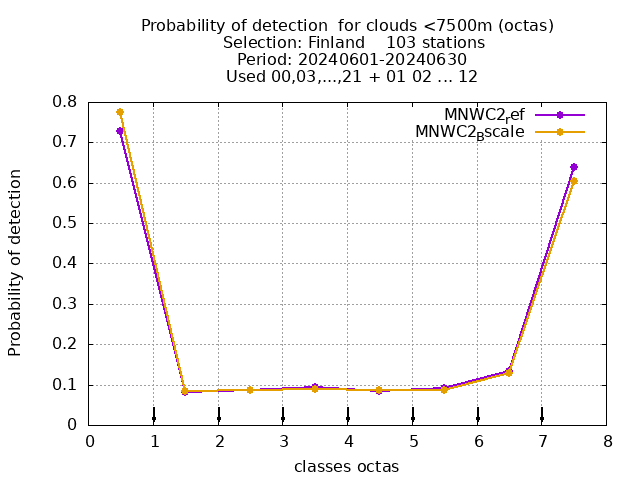 Probability of detection  for clouds <7500m (octas)
Selection: Finland    103 stations
Period: 20240601-20240630
Used 00,03,...,21 + 01 02 ... 12
MNWC2ref
MNWC2Bscale
0.8
0.7
0.6
0.5
0.4
0.3
0.2
0.1
0
Probability of detection
0 1 2 3 4 5 6 7 8
classes octas